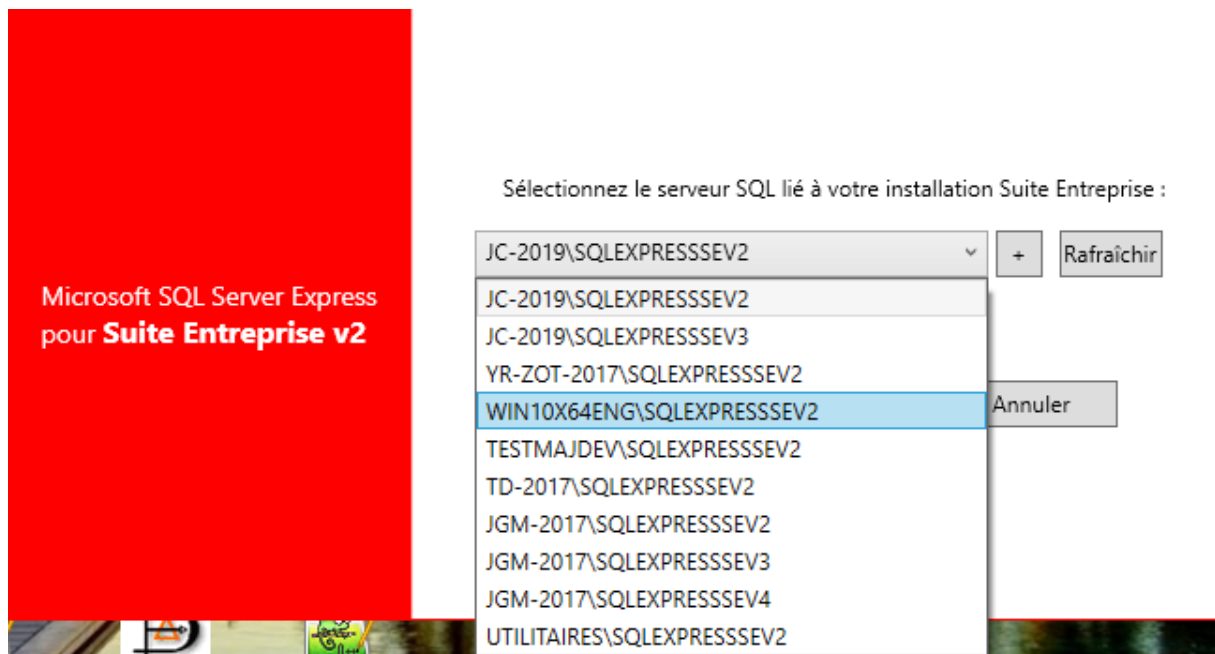 Sélectionnez le serveur SQL lié à votre installation Suite Entreprise :
JC-2019\SQLEXPRESSSEV2
+
Rafraîchir
Microsoft SQL Server Express
pour Suite Entreprise v2
JC-2019\SQLEXPRESSSEV2
JC-2019\SQLEXPRESSSEV3
YR-ZOT-2017\SQLEXPRESSSEV2
WIN10X64ENG\SQLEXPRESSSEV2
Annuler
TESTMAJDEV\SQLEXPRESSSEV2
TD-2017\SQLEXPRESSSEV2
JGM-2017\SQLEXPRESSSEV2
JGM-2017\SQLEXPRESSSEV3
JGM-2017\SQLEXPRESSSEV4
UTILITAIRES\SQLEXPRESSSEV2